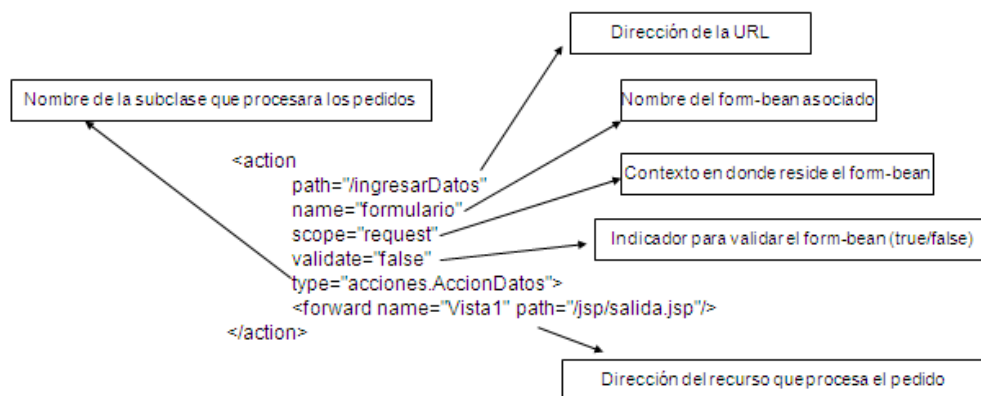 Dirección de la URL
Nombre de la subclase que procesara los pedidos
Nombre del form-bean asociado
<action
path="/ingresarDatos"
name="formulario"
scope="request"
validate="false"
type="acciones.AccionDatos">
<forward name="Vista1" path="/jsp/salida.jsp"/>
</action>
Contexto en donde reside el form-bean
Indicador para validar el form-bean (true/false)
Dirección del recurso que procesa el pedido